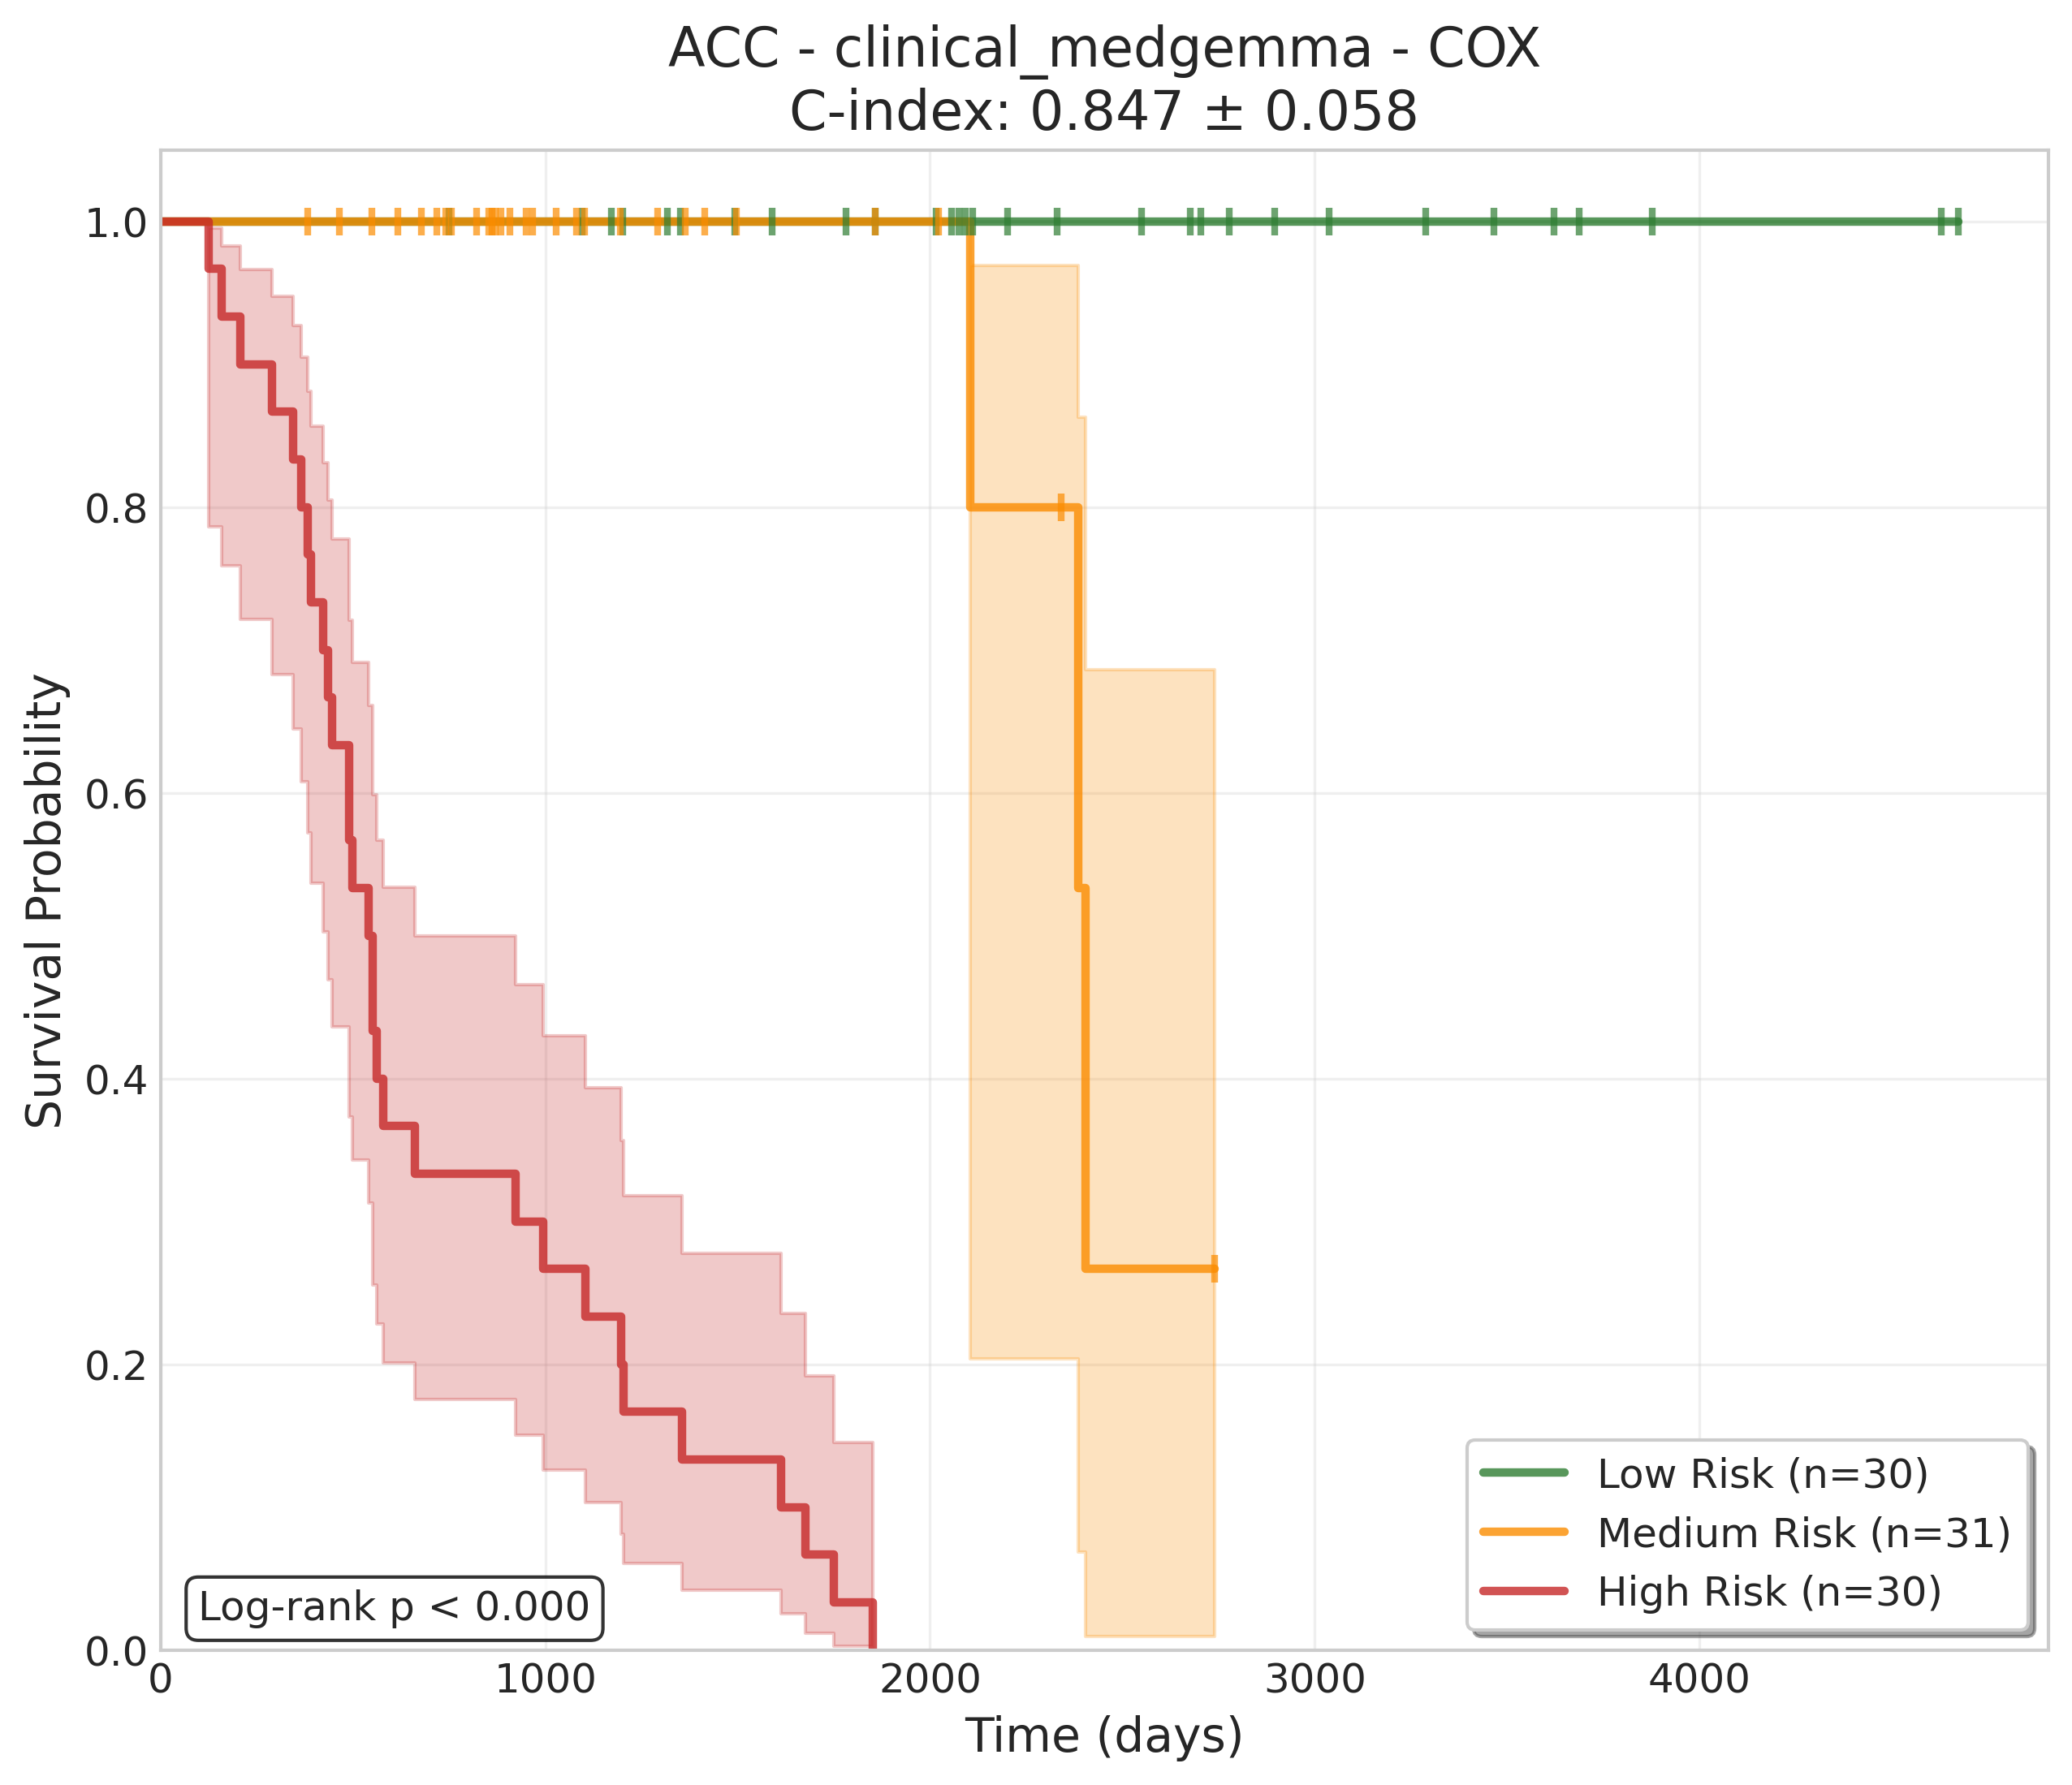 ACC - clinical_medgemma - COX
C-index: 0.847 ± 0.058
Survival Probability
1.0
0.8
0.6
0.4
0.2
0.0
0
1000
2000
3000
4000
Time (days)
Log-rank p < 0.000
Low Risk (n=30)
Medium Risk (n=31)
High Risk (n=30)